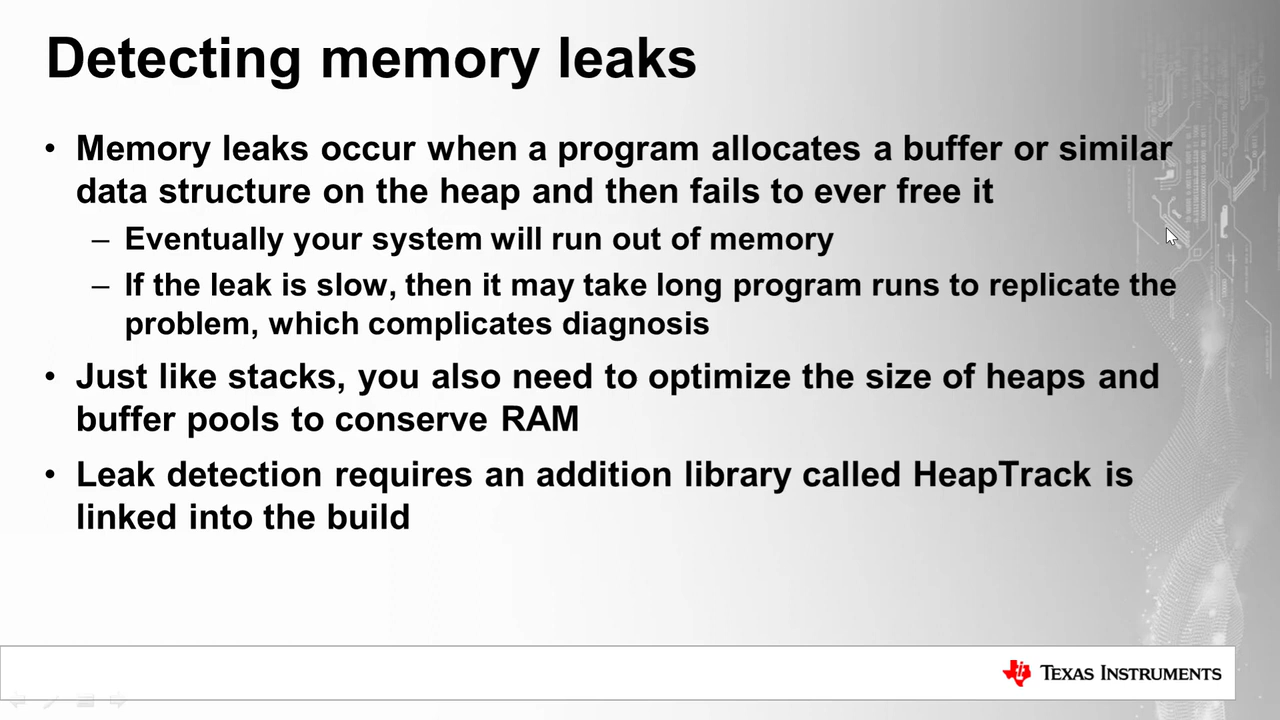 Detecting memory leaks
• Memory leaks occur when a program allocates a buffer or similar
data structure on the heap and then fails to ever free it
– Eventually your system will run out of memory
– If the leak is slow, then it may take long program runs to replicate the
problem, which complicates diagnosis
• Just like stacks, you also need to optimize the size of heaps and
buffer pools to conserve RAM
• Leak detection requires an addition library called HeapTrack is
linked into the build
TEXAS INSTRUMENTS